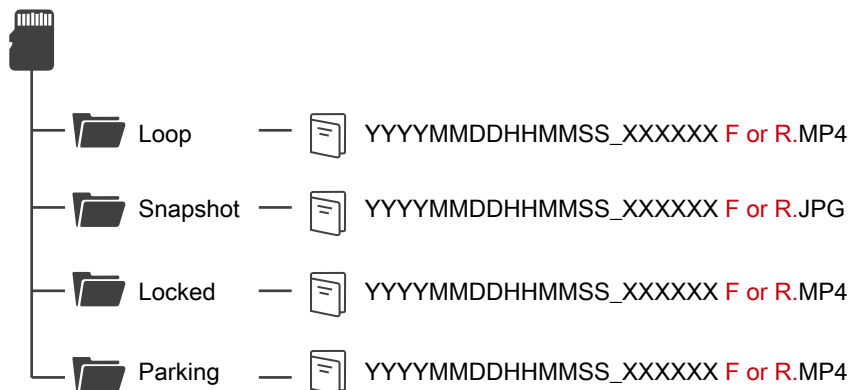 Loop YYYYMMDDHHMMSS_XXXXXX F or R.MP4
Snapshot YYYYMMDDHHMMSS_XXXXXX F or R.JPG
Locked YYYYMMDDHHMMSS_XXXXXX F or R.MP4
Parking YYYYMMDDHHMMSS_XXXXXX F or R.MP4